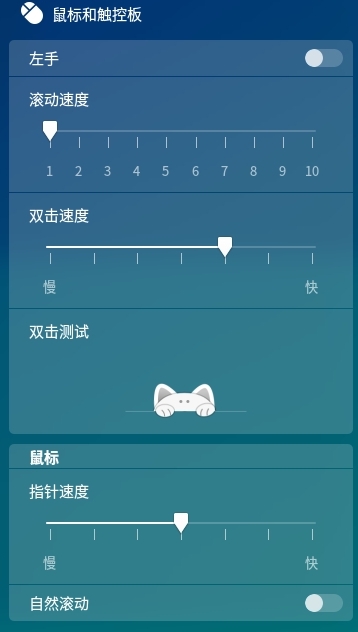 鼠标和触控板
左手
滚动速度
1 2 3 4 5 6 7 8 9 10
双击速度
慢 快
双击测试
鼠标
指针速度
慢 快
自然滚动